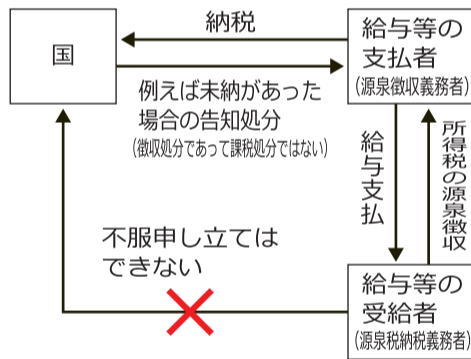 納税
国
給与等の
支払者
(源泉徴収義務者)
例えば未納があった
場合の告知処分
(徴収処分であって課税処分ではない)
給与支払
所得税の源泉徴収
不服申し立ては
できない
給与等の
受給者
(源泉税納税義務者)